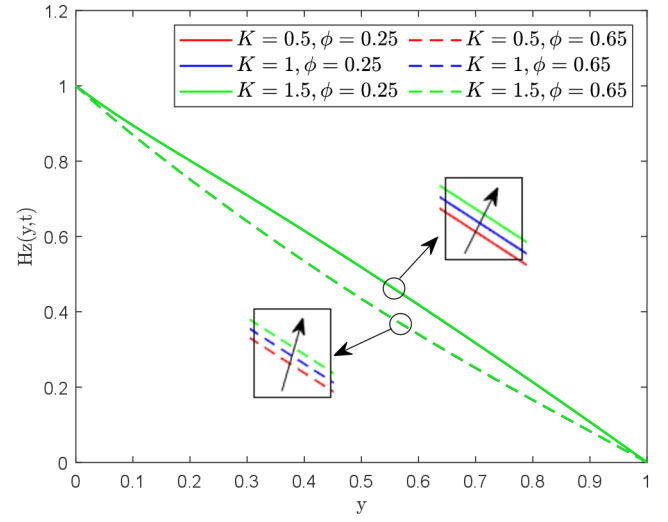 1.2
1
0.8
0.6
0.4
0.2
0
Hz(y,t)
K = 0.5, ϕ = 0.25
K = 0.5, ϕ = 0.65
K = 1, ϕ = 0.25
K = 1, ϕ = 0.65
K = 1.5, ϕ = 0.25
K = 1.5, ϕ = 0.65
0 0.1 0.2 0.3 0.4 0.5 0.6 0.7 0.8 0.9 1
y